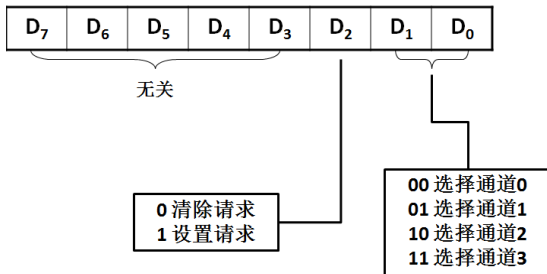 D₇ D₆ D₅ D₄ D₃ D₂ D₁ D₀
无关
0 清除请求
1 设置请求
00 选择通道0
01 选择通道1
10 选择通道2
11 选择通道3